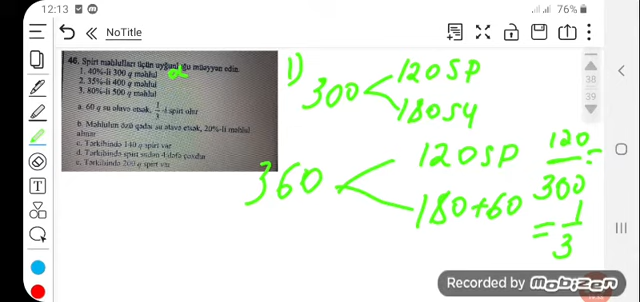 12:13
76%
NoTitle
46. Spirt məhlulları üçün uyğunluğu müəyyən edin.
1. 40%-li 300 q məhlul
2. 35%-li 400 q məhlul
3. 80%-li 500 q məhlul
a. 60 q su əlavə etsək, 1/3-i spirt olar
b. Məhlulun özü qədər su əlavə etsək, 20%-li məhlul
alınar
c. Tərkibində 140 q spirt var
d. Tərkibində spirt sudan 4 dəfə çoxdur
e. Tərkibində 200 q spirt var
1) 300
120 SP
180 SY
360
120 SP
180+60
120/300 =
= 1/3
38
39
T
Recorded by Mobizen